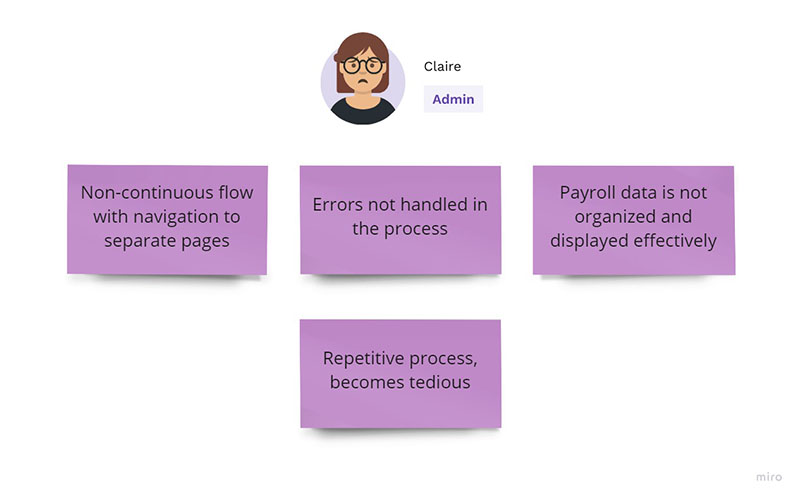 Claire
Admin
Non-continuous flow
with navigation to
separate pages
Errors not handled in
the process
Payroll data is not
organized and
displayed effectively
Repetitive process,
becomes tedious
miro